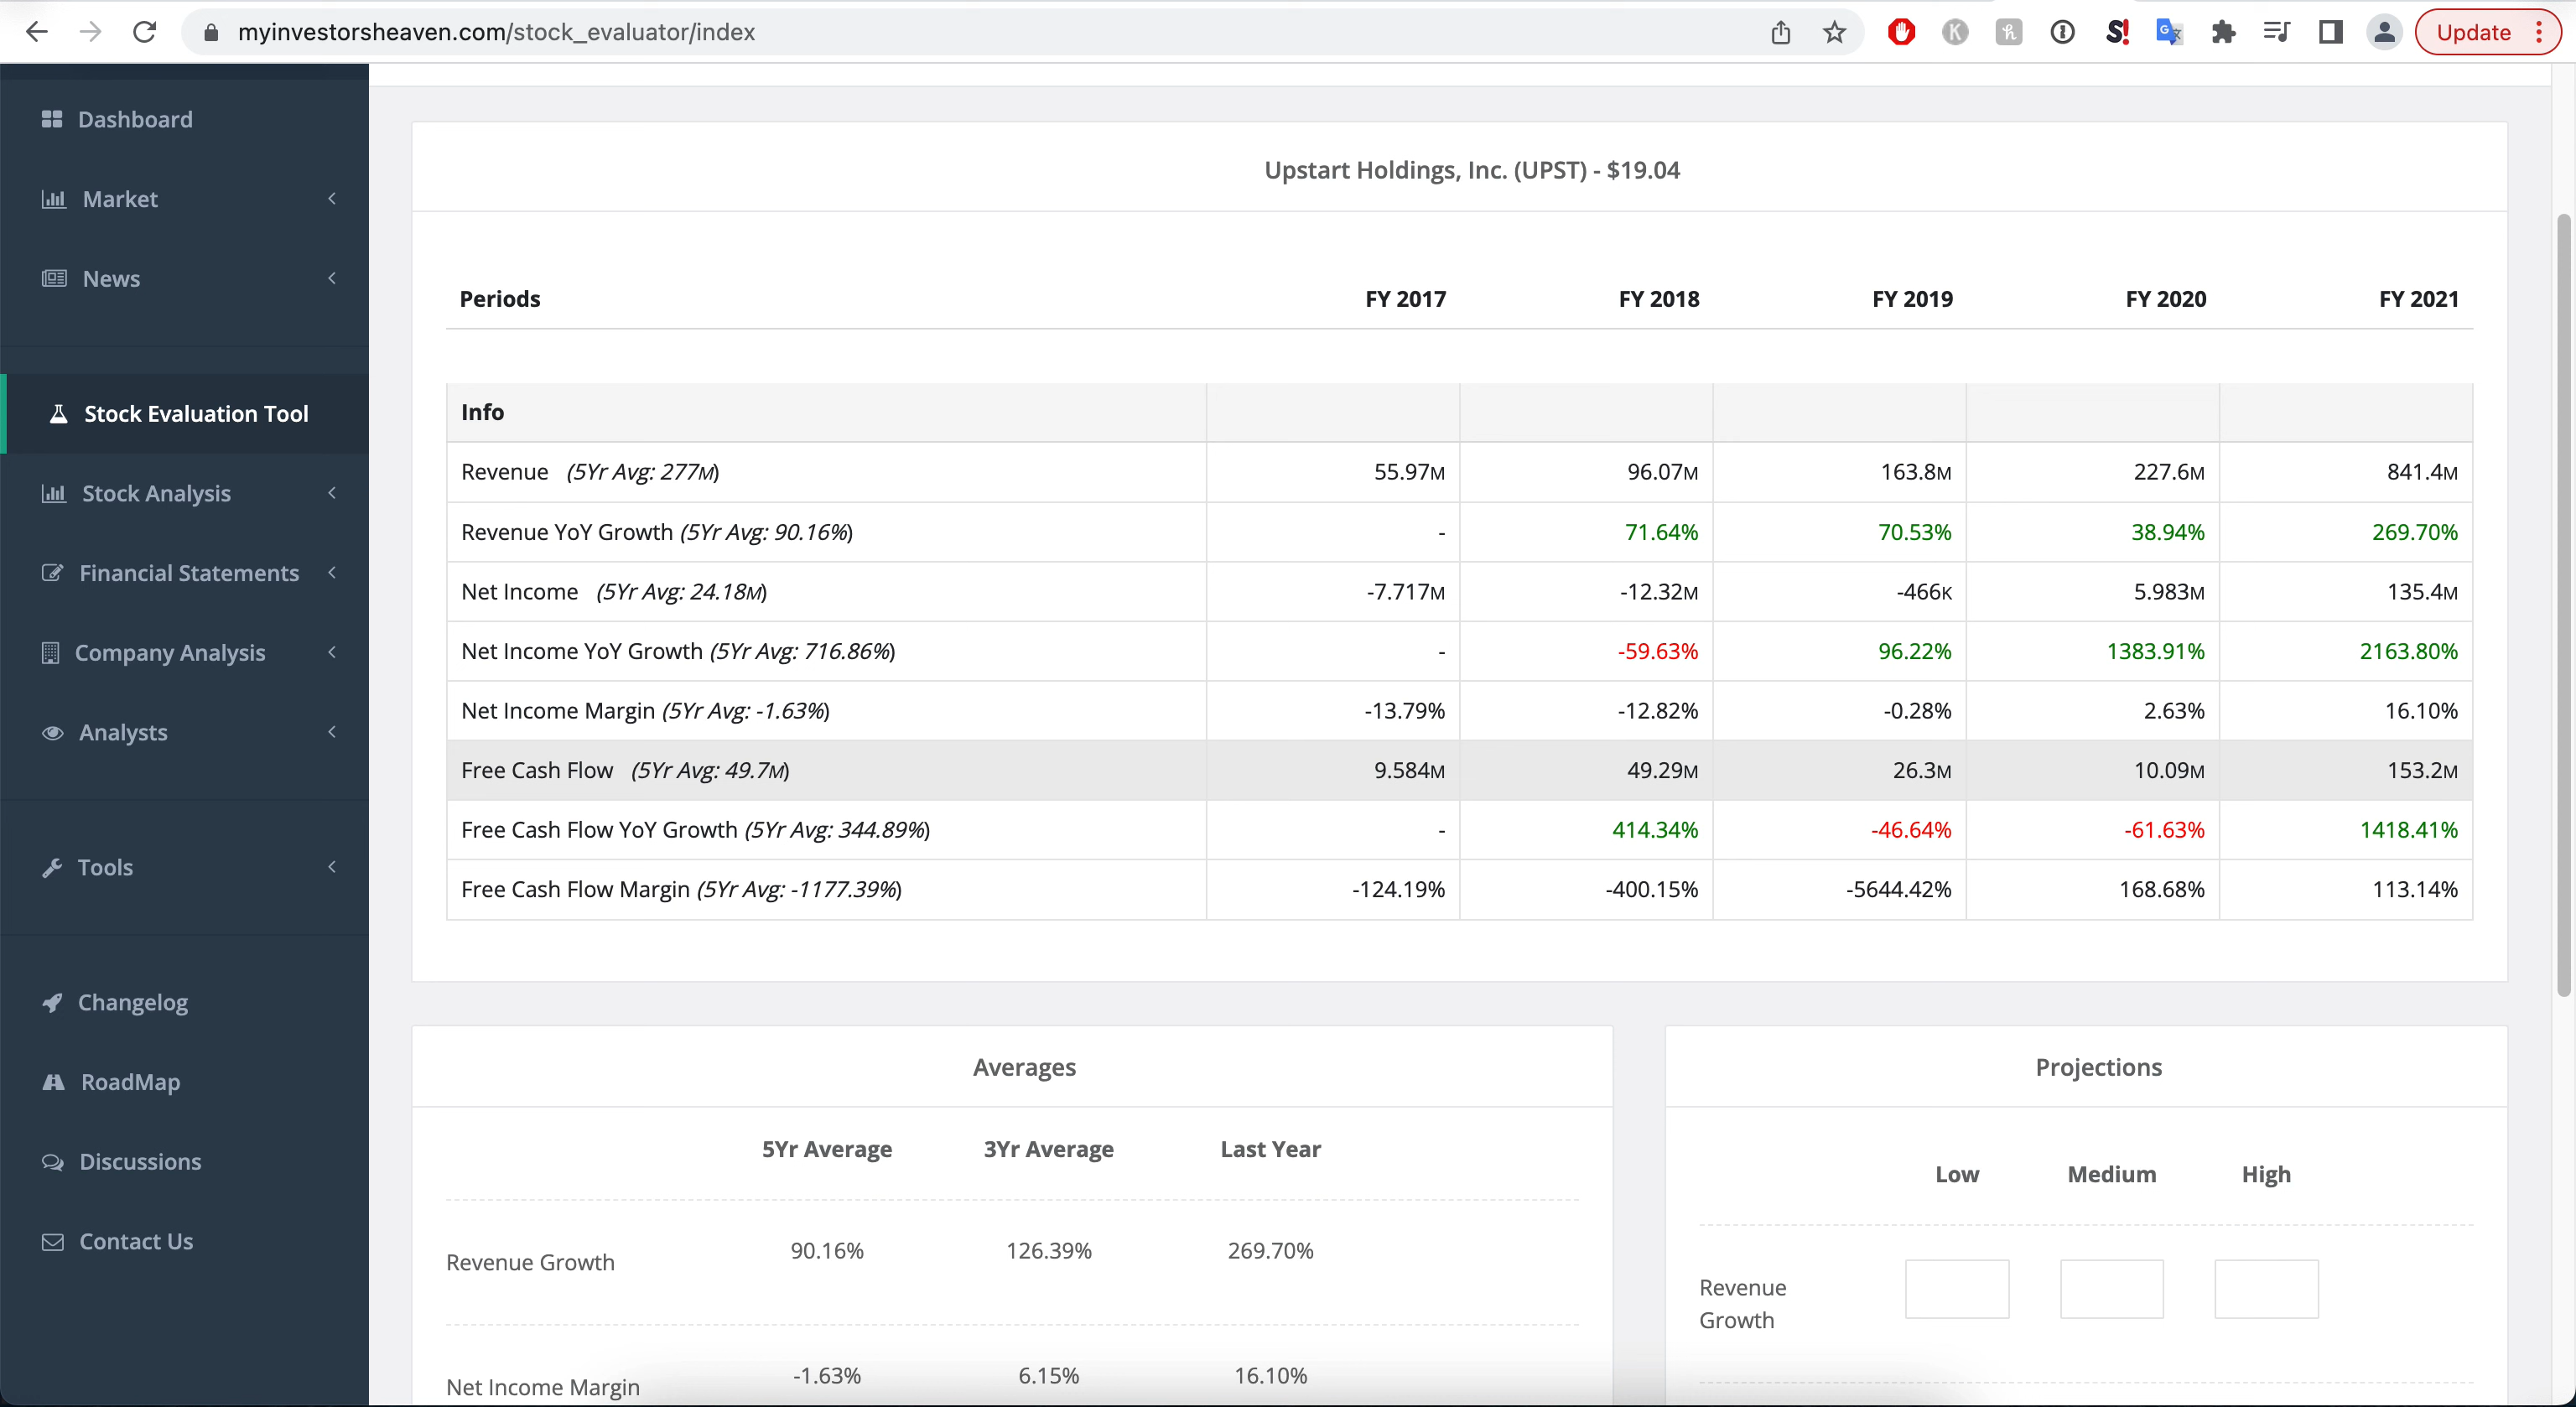 myinvestorsheaven.com/stock_evaluator/index
Update
Dashboard
Market
News
Stock Evaluation Tool
Stock Analysis
Financial Statements
Company Analysis
Analysts
Tools
Changelog
RoadMap
Discussions
Contact Us
Upstart Holdings, Inc. (UPST) - $19.04
Periods FY 2017 FY 2018 FY 2019 FY 2020 FY 2021
Info
Revenue (5Yr Avg: 277M) 55.97M 96.07M 163.8M 227.6M 841.4M
Revenue YoY Growth (5Yr Avg: 90.16%) - 71.64% 70.53% 38.94% 269.70%
Net Income (5Yr Avg: 24.18M) -7.717M -12.32M -466K 5.983M 135.4M
Net Income YoY Growth (5Yr Avg: 716.86%) - -59.63% 96.22% 1383.91% 2163.80%
Net Income Margin (5Yr Avg: -1.63%) -13.79% -12.82% -0.28% 2.63% 16.10%
Free Cash Flow (5Yr Avg: 49.7M) 9.584M 49.29M 26.3M 10.09M 153.2M
Free Cash Flow YoY Growth (5Yr Avg: 344.89%) - 414.34% -46.64% -61.63% 1418.41%
Free Cash Flow Margin (5Yr Avg: -1177.39%) -124.19% -400.15% -5644.42% 168.68% 113.14%
Averages
5Yr Average 3Yr Average Last Year
Revenue Growth 90.16% 126.39% 269.70%
Net Income Margin -1.63% 6.15% 16.10%
Projections
Low Medium High
Revenue
Growth